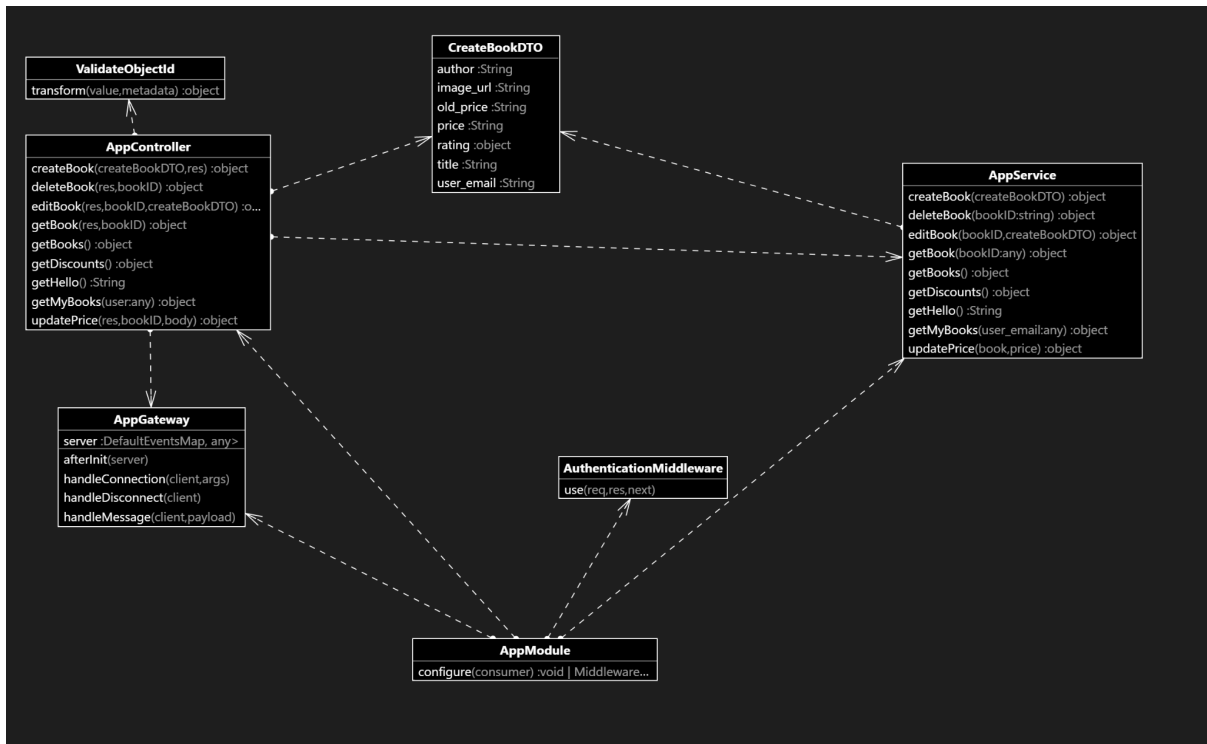 ValidateObjectId
transform(value,metadata) :object
CreateBookDTO
author :String
image_url :String
old_price :String
price :String
rating :object
title :String
user_email :String
AppController
createBook(createBookDTO,res) :object
deleteBook(res,bookID) :object
editBook(res,bookID,createBookDTO) :o...
getBook(res,bookID) :object
getBooks() :object
getDiscounts() :object
getHello() :String
getMyBooks(user:any) :object
updatePrice(res,bookID,body) :object
AppService
createBook(createBookDTO) :object
deleteBook(bookID:string) :object
editBook(bookID,createBookDTO) :object
getBook(bookID:any) :object
getBooks() :object
getDiscounts() :object
getHello() :String
getMyBooks(user_email:any) :object
updatePrice(book,price) :object
AppGateway
server :DefaultEventsMap, any>
afterInit(server)
handleConnection(client,args)
handleDisconnect(client)
handleMessage(client,payload)
AuthenticationMiddleware
use(req,res,next)
AppModule
configure(consumer) :void | Middleware...